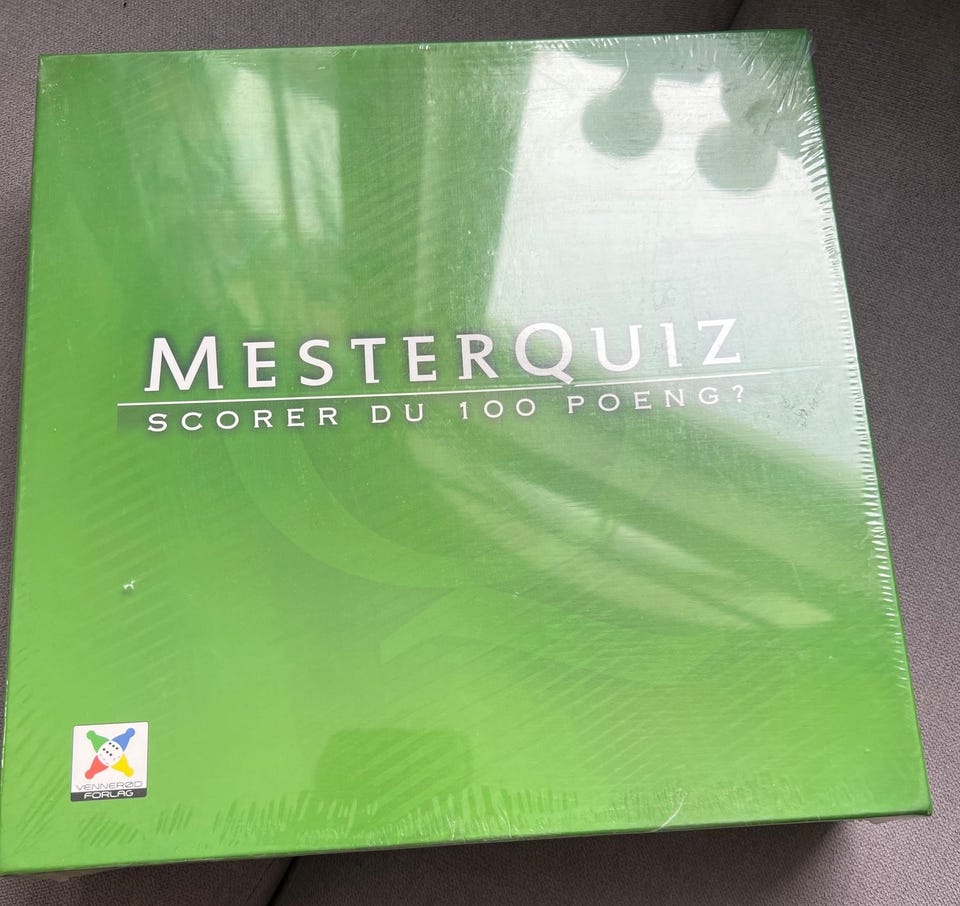 MESTERQUIZ
SCORER DU 100 POENG?
VENNERØD
FORLAG